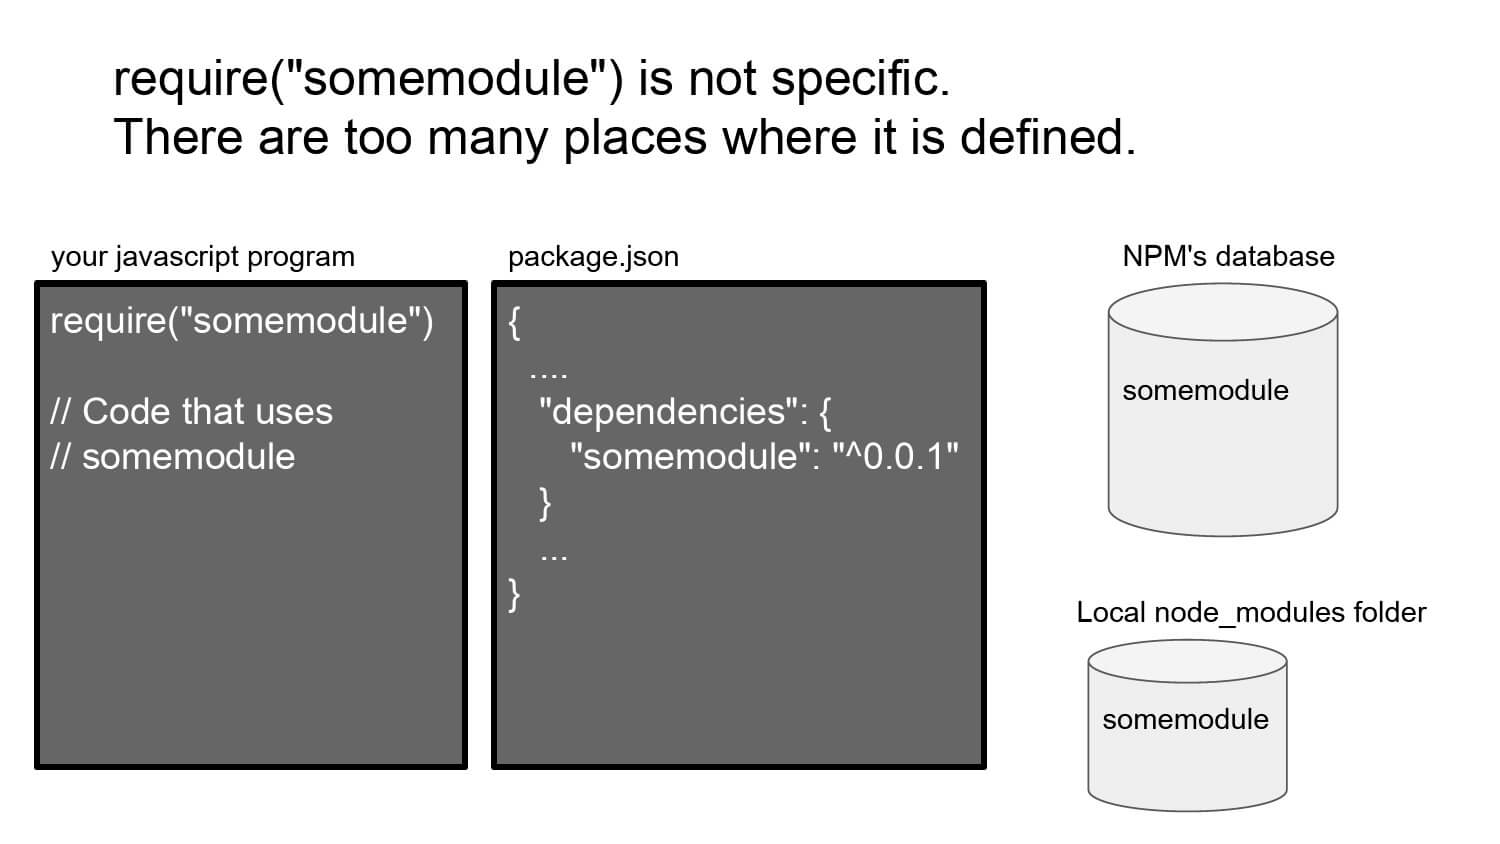 require("somemodule") is not specific.
There are too many places where it is defined.
your javascript program
require("somemodule")
// Code that uses
// somemodule
package.json
{
....
"dependencies": {
"somemodule": "^0.0.1"
}
...
}
NPM's database
somemodule
Local node_modules folder
somemodule